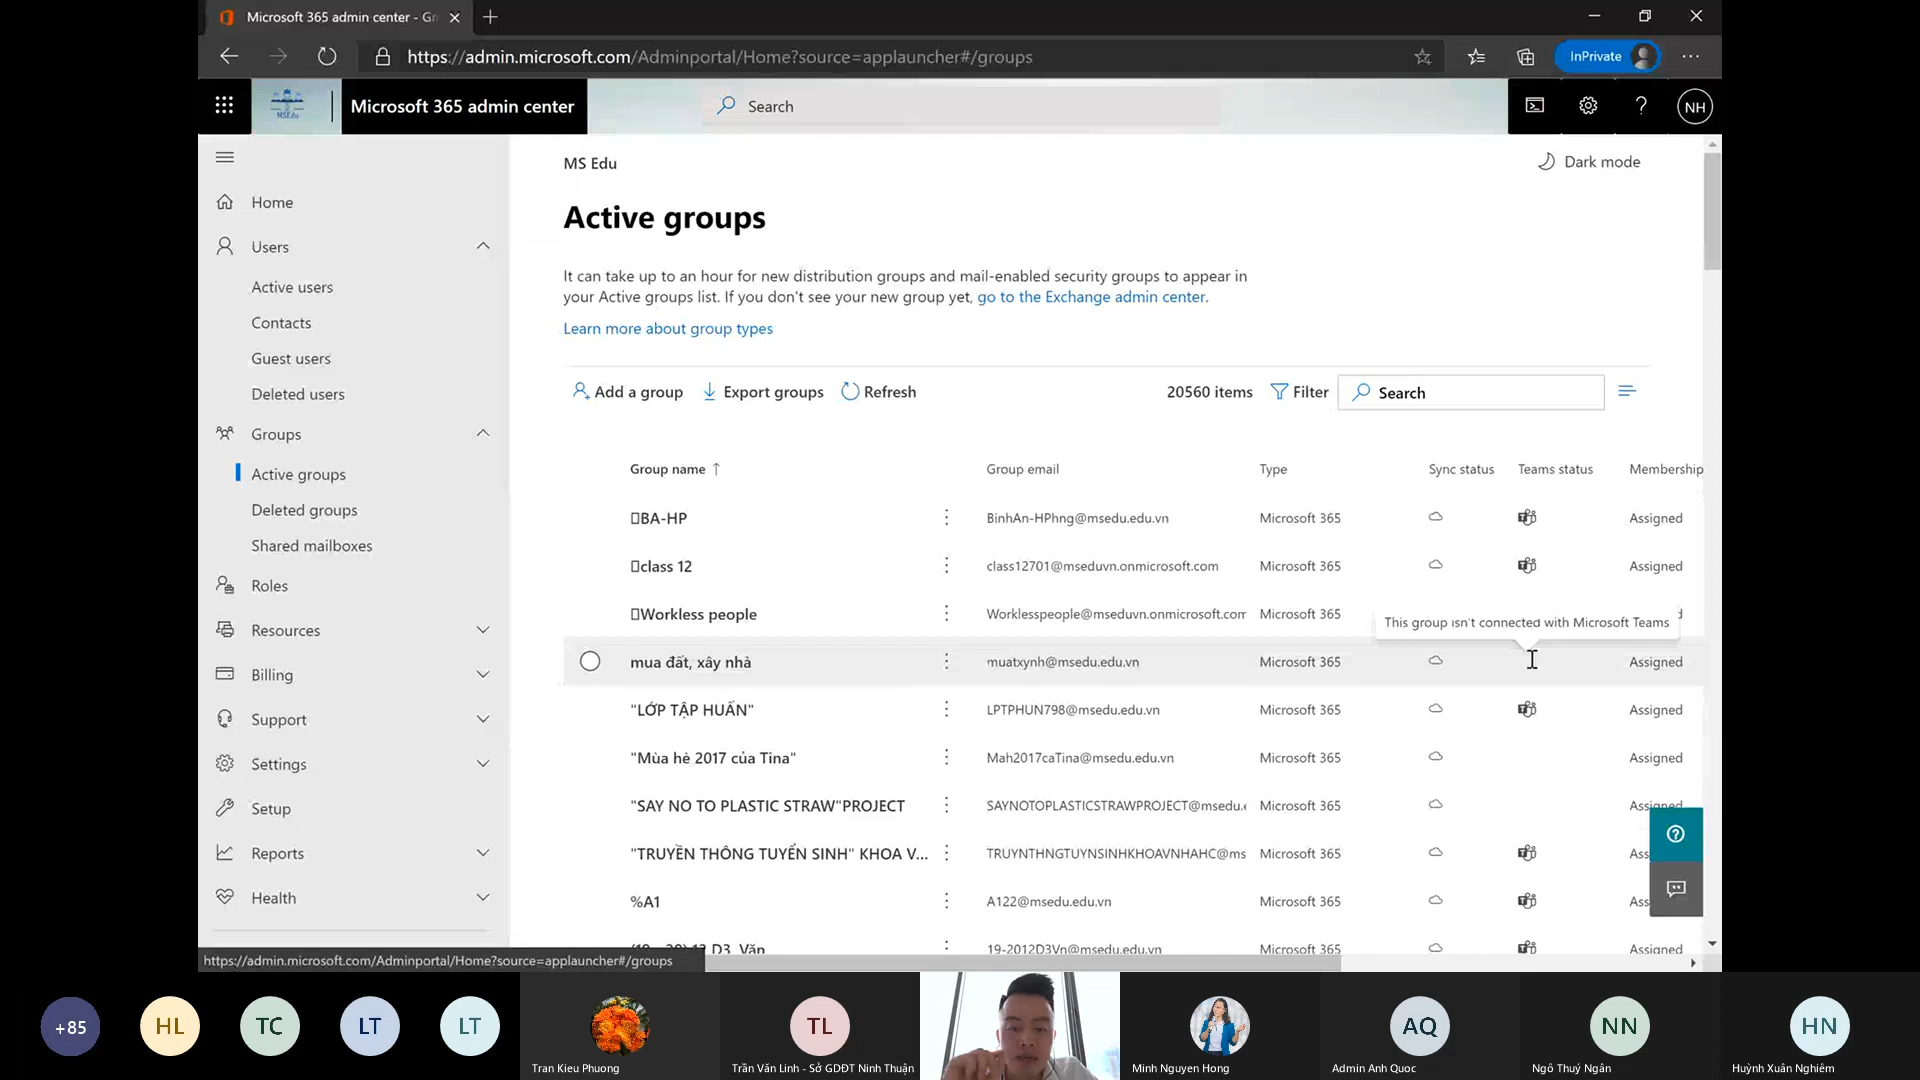 Microsoft 365 admin center - Gr
https://admin.microsoft.com/Adminportal/Home?source=applauncher#/groups
InPrivate
MSEdu
Microsoft 365 admin center
Search
NH
MS Edu
Dark mode
Home
Users
Active users
Contacts
Guest users
Deleted users
Groups
Active groups
Deleted groups
Shared mailboxes
Roles
Resources
Billing
Support
Settings
Setup
Reports
Health
Active groups
It can take up to an hour for new distribution groups and mail-enabled security groups to appear in
your Active groups list. If you don't see your new group yet, go to the Exchange admin center.
Learn more about group types
Add a group Export groups Refresh 20560 items Filter Search
Group name ↑ Group email Type Sync status Teams status Membership
▯BA-HP BinhAn-HPhng@msedu.edu.vn Microsoft 365 Assigned
▯class 12 class12701@mseduvn.onmicrosoft.com Microsoft 365 Assigned
▯Workless people Worklesspeople@mseduvn.onmicrosoft.com Microsoft 365
This group isn't connected with Microsoft Teams
mua đất, xây nhà muatxynh@msedu.edu.vn Microsoft 365 Assigned
"LỚP TẬP HUẤN" LPTPHUN798@msedu.edu.vn Microsoft 365 Assigned
"Mùa hè 2017 của Tina" Mah2017caTina@msedu.edu.vn Microsoft 365 Assigned
"SAY NO TO PLASTIC STRAW"PROJECT SAYNOTOPLASTICSTRAWPROJECT@msedu.e Microsoft 365 Assigned
"TRUYỀN THÔNG TUYỂN SINH" KHOA V... TRUYNTHNGTUYNSINHKHOAVNHAHC@ms Microsoft 365 Ass
%A1 A122@msedu.edu.vn Microsoft 365 Ass
(19 - 20) 12 D3_Văn 19-2012D3Vn@msedu.edu.vn Microsoft 365 Assigned
https://admin.microsoft.com/Adminportal/Home?source=applauncher#/groups
+85
HL
TC
LT
LT
Tran Kieu Phuong
TL
Trần Văn Linh - Sở GDĐT Ninh Thuận
Minh Nguyen Hong
AQ
Admin Anh Quoc
NN
Ngô Thuý Ngân
HN
Huỳnh Xuân Nghiêm